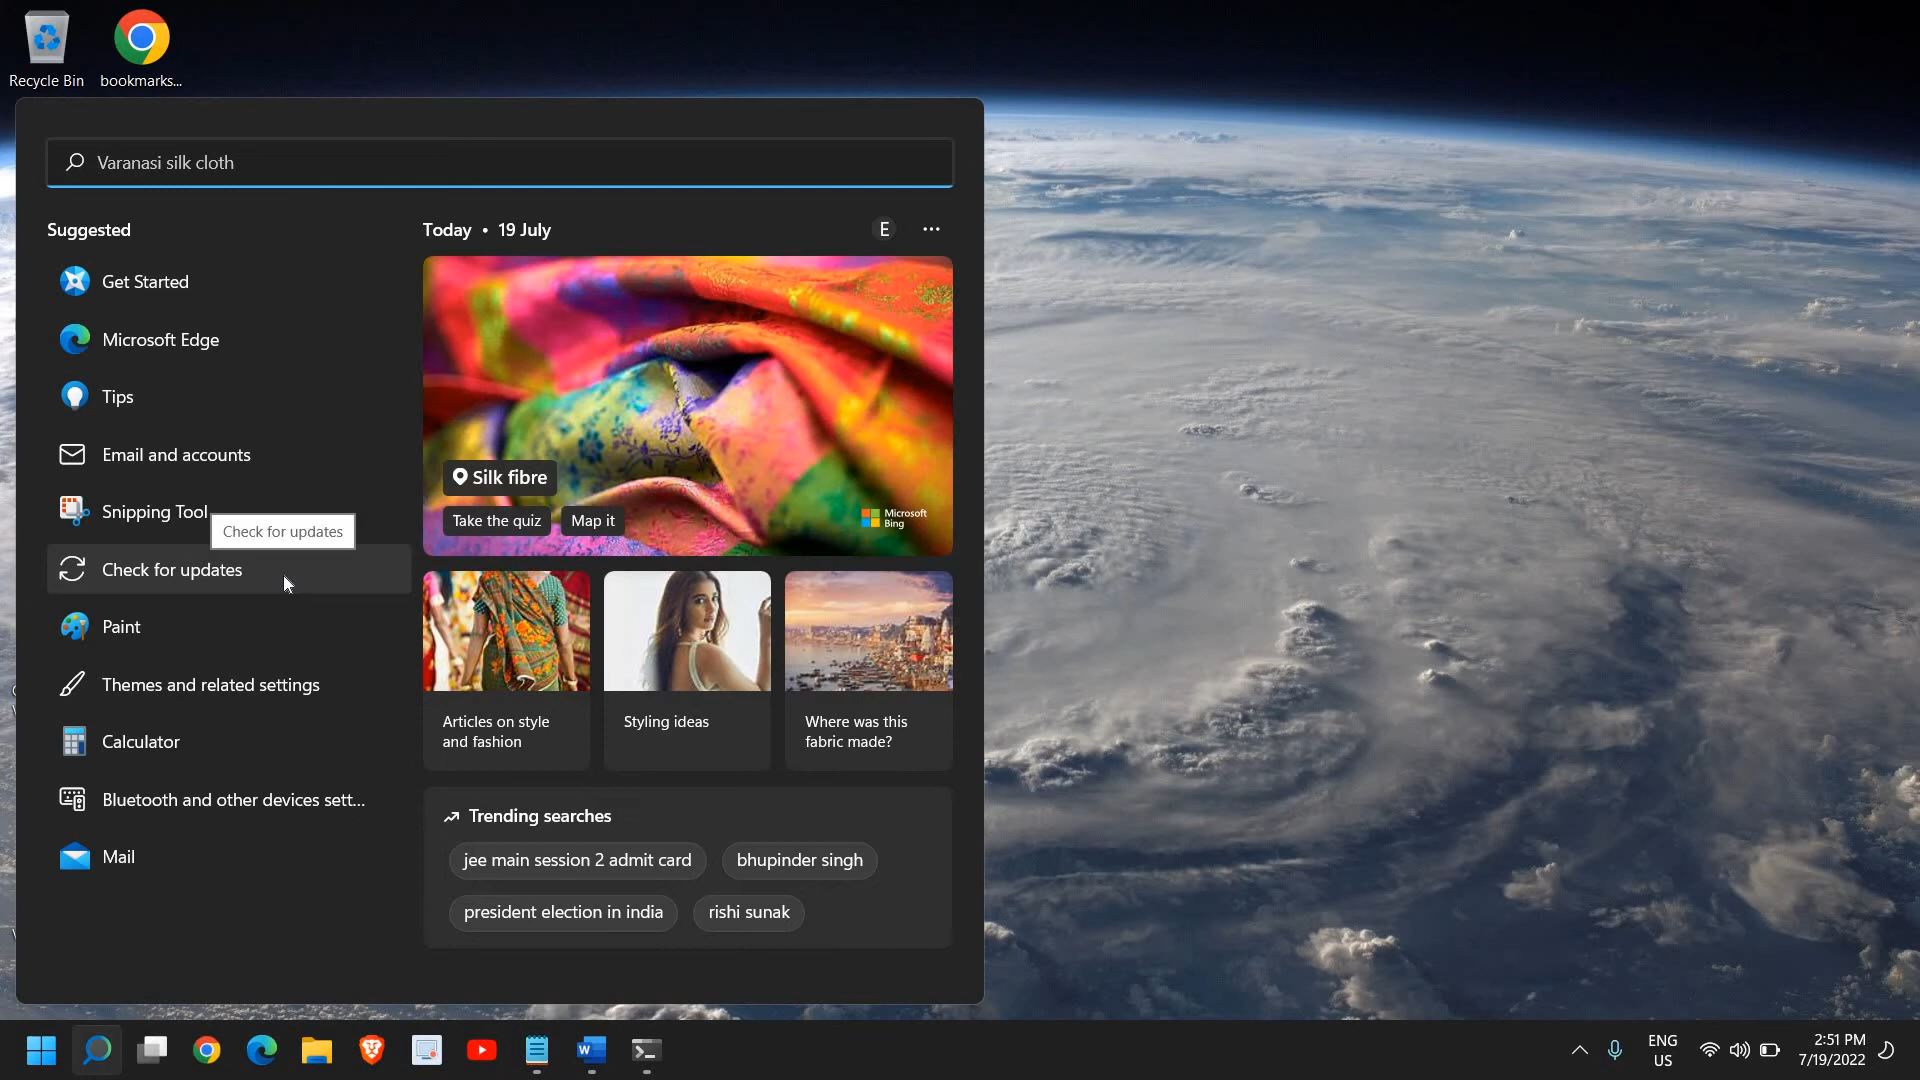 Recycle Bin
bookmarks...
Varanasi silk cloth
Suggested
Get Started
Microsoft Edge
Tips
Email and accounts
Snipping Tool
Check for updates
Check for updates
Paint
Themes and related settings
Calculator
Bluetooth and other devices sett...
Mail
Today • 19 July
E
Silk fibre
Take the quiz
Map it
Microsoft
Bing
Articles on style
and fashion
Styling ideas
Where was this
fabric made?
Trending searches
jee main session 2 admit card
bhupinder singh
president election in india
rishi sunak
W
ENG
US
2:51 PM
7/19/2022